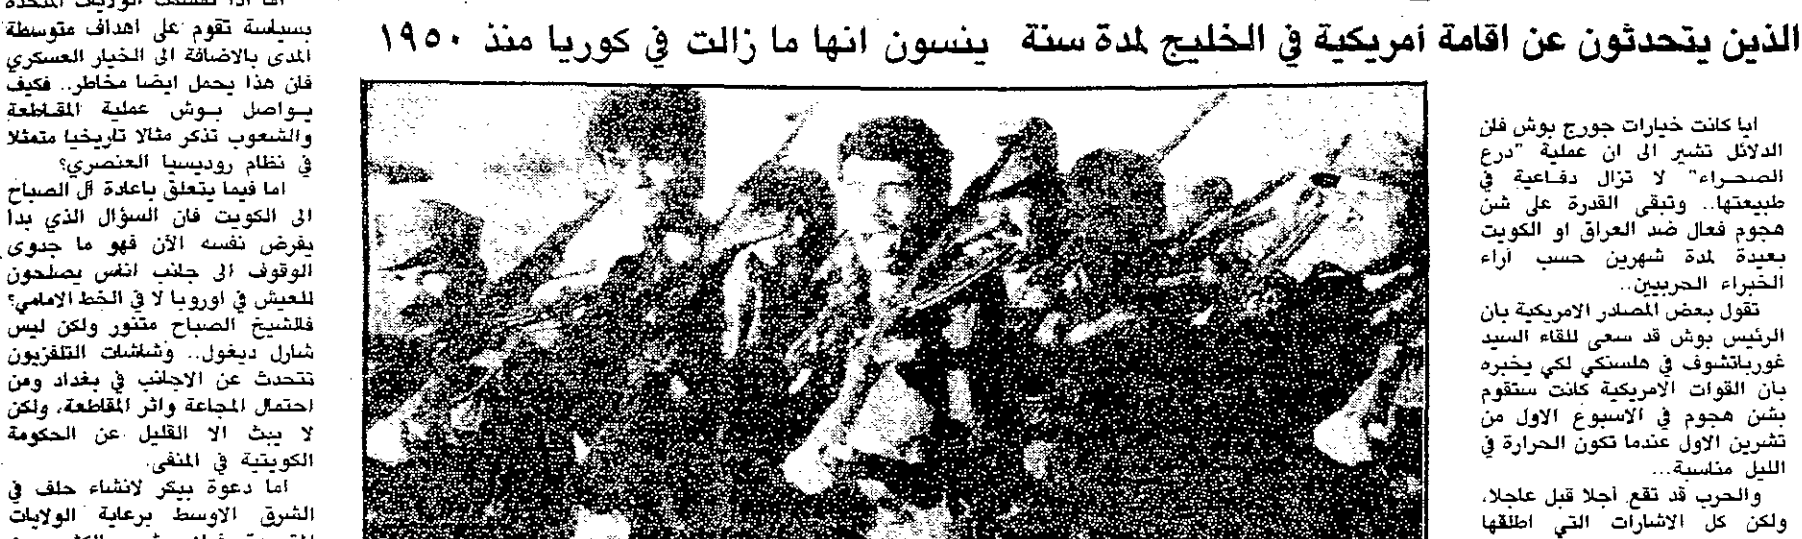 الذين يتحدثون عن اقامة أمريكية في الخليج لمدة سنة ينسون انها ما زالت في كوريا منذ ١٩٥٠
ايا كانت خيارات جورج بوش فان
الدلائل تشير الى ان عملية "درع
الصحراء" لا تزال دفاعية في
طبيعتها.. وتبقى القدرة على شن
هجوم فعال ضد العراق او الكويت
بعيدة لمدة شهرين حسب آراء
الخبراء الحربيين..
تقول بعض المصادر الامريكية بان
الرئيس بوش قد سعى للقاء السيد
غورباتشوف في هلسنكي لكي يخبره
بأن القوات الامريكية كانت ستقوم
بشن هجوم في الاسبوع الاول من
تشرين الاول عندما تكون الحرارة في
الليل مناسبة...
والحرب قد تقع آجلا قبل عاجلا،
ولكن كل الاشارات التي اطلقها
اما اذا تمسكت الولايات المتحدة
بسياسة تقوم على اهداف متوسطة
المدى بالاضافة الى الخيار العسكري
فان هذا يحمل ايضا مخاطر.. فكيف
يواصل بوش عملية المقاطعة
والشعوب تذكر مثالا تاريخيا متمثلا
في نظام روديسيا العنصري؟
اما فيما يتعلق باعادة آل الصباح
الى الكويت فان السؤال الذي بدأ
يفرض نفسه الآن فهو ما جدوى
الوقوف الى جانب اناس يصلحون
للعيش في اوروبا لا في الخط الامامي؟
فالشيخ الصباح متنور ولكن ليس
شارل ديغول.. وشاشات التلفزيون
تتحدث عن الاجانب في بغداد ومن
احتمال المجاعة واثر المقاطعة، ولكن
لا يبث الا القليل عن الحكومة
الكويتية في المنفى.
اما دعوة بيكر لانشاء حلف في
الشرق الاوسط برعاية الولايات